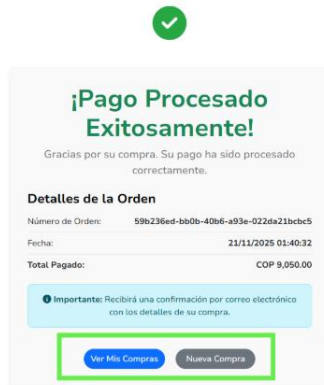 ¡Pago Procesado
Exitosamente!
Gracias por su compra. Su pago ha sido procesado
correctamente.
Detalles de la Orden
Número de Orden: 59b236ed-bb0b-40b6-a93e-022da21bcbc5
Fecha: 21/11/2025 01:40:32
Total Pagado: COP 9,050.00
Importante: Recibirá una confirmación por correo electrónico
con los detalles de su compra.
Ver Mis Compras Nueva Compra